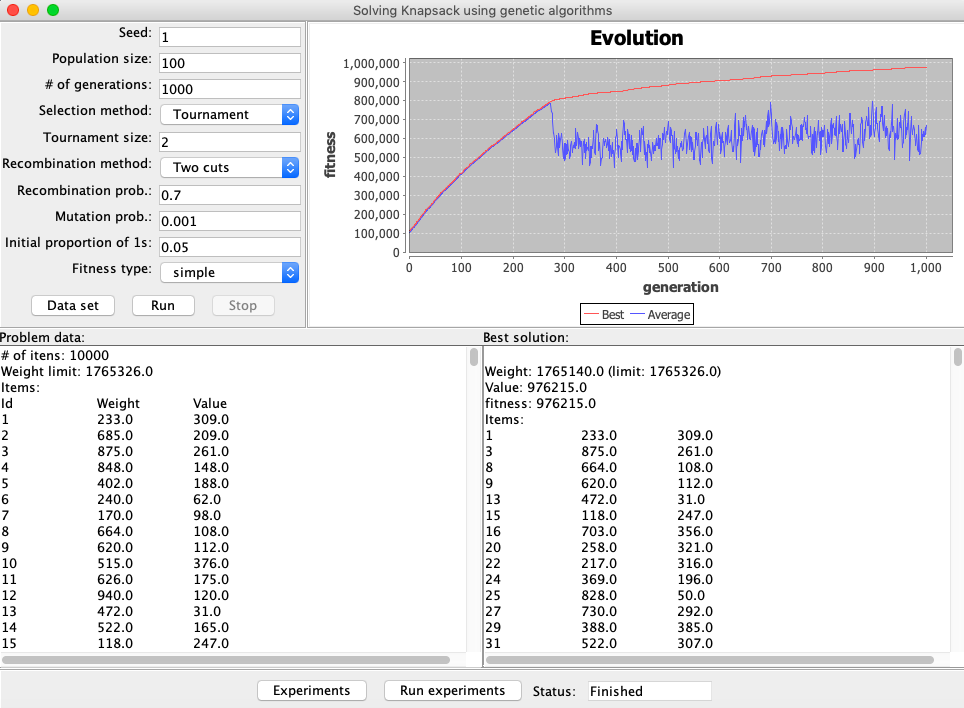 Solving Knapsack using genetic algorithms
Seed: 1
Population size: 100
# of generations: 1000
Selection method: Tournament
Tournament size: 2
Recombination method: Two cuts
Recombination prob.: 0.7
Mutation prob.: 0.001
Initial proportion of 1s: 0.05
Fitness type: simple
Data set Run Stop
Evolution
fitness
1,000,000
900,000
800,000
700,000
600,000
500,000
400,000
300,000
200,000
100,000
0
0 100 200 300 400 500 600 700 800 900 1,000
generation
Best Average
Problem data:
# of itens: 10000
Weight limit: 1765326.0
Items:
Id Weight Value
1 233.0 309.0
2 685.0 209.0
3 875.0 261.0
4 848.0 148.0
5 402.0 188.0
6 240.0 62.0
7 170.0 98.0
8 664.0 108.0
9 620.0 112.0
10 515.0 376.0
11 626.0 175.0
12 940.0 120.0
13 472.0 31.0
14 522.0 165.0
15 118.0 247.0
Best solution:
Weight: 1765140.0 (limit: 1765326.0)
Value: 976215.0
fitness: 976215.0
Items:
1 233.0 309.0
3 875.0 261.0
8 664.0 108.0
9 620.0 112.0
13 472.0 31.0
15 118.0 247.0
16 703.0 356.0
20 258.0 321.0
22 217.0 316.0
24 369.0 196.0
25 828.0 50.0
27 730.0 292.0
29 388.0 385.0
31 522.0 307.0
Experiments Run experiments Status: Finished